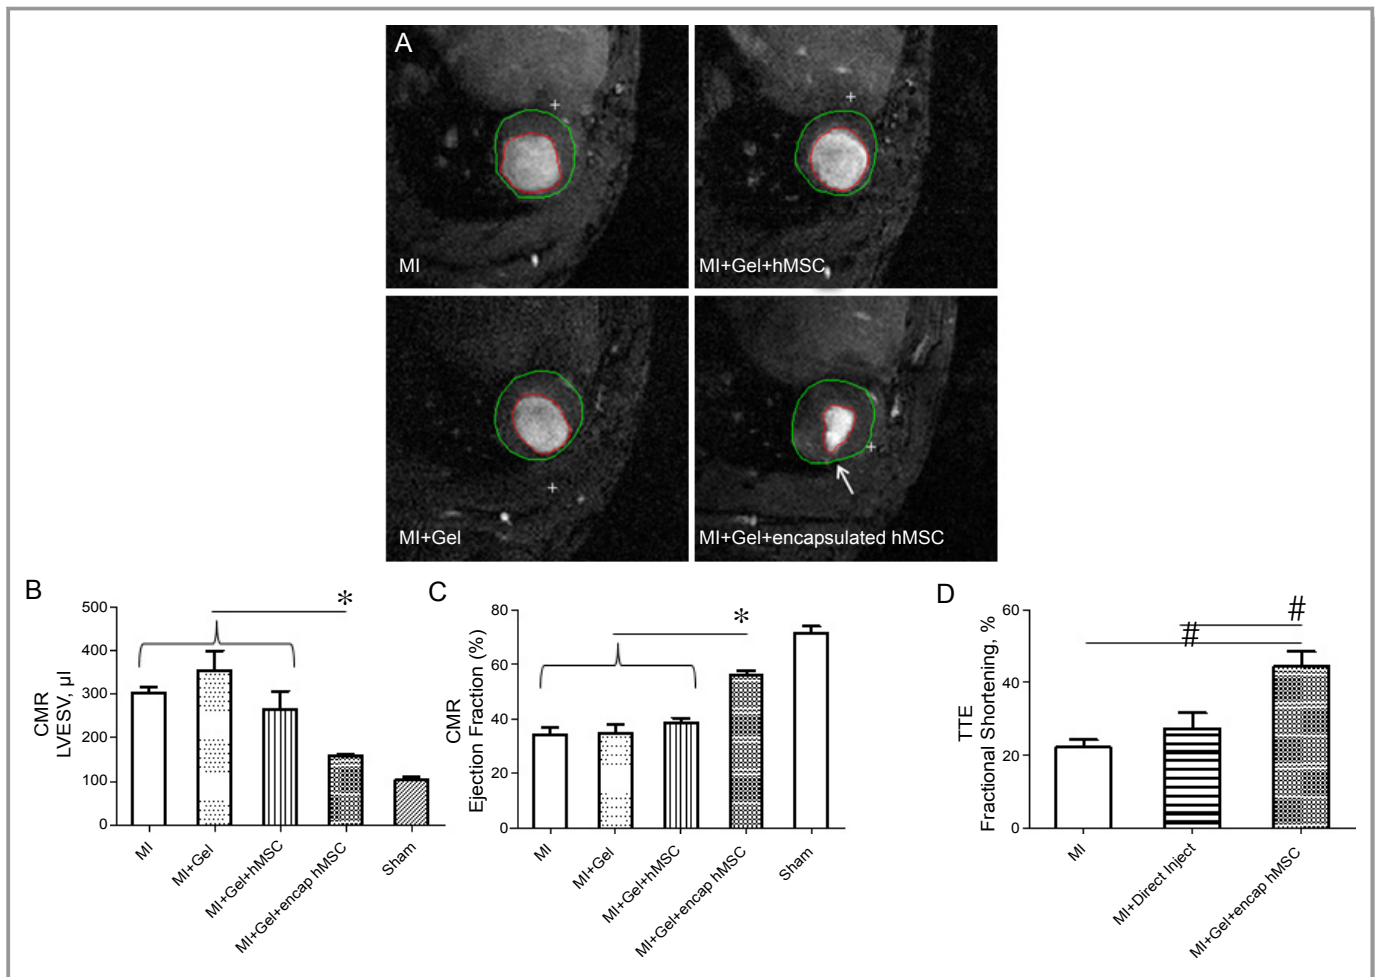 A
MI
MI+Gel+hMSC
MI+Gel
MI+Gel+encapsulated hMSC
B
CMR
LVESV, µl
500
400
300
200
100
0
*
MI
MI+Gel
MI+Gel+hMSC
MI+Gel+encap hMSC
Sham
C
CMR
Ejection Fraction (%)
80
60
40
20
0
*
MI
MI+Gel
MI+Gel+hMSC
MI+Gel+encap hMSC
Sham
D
TTE
Fractional Shortening, %
60
40
20
0
#
#
MI
MI+Direct Inject
MI+Gel+encap hMSC